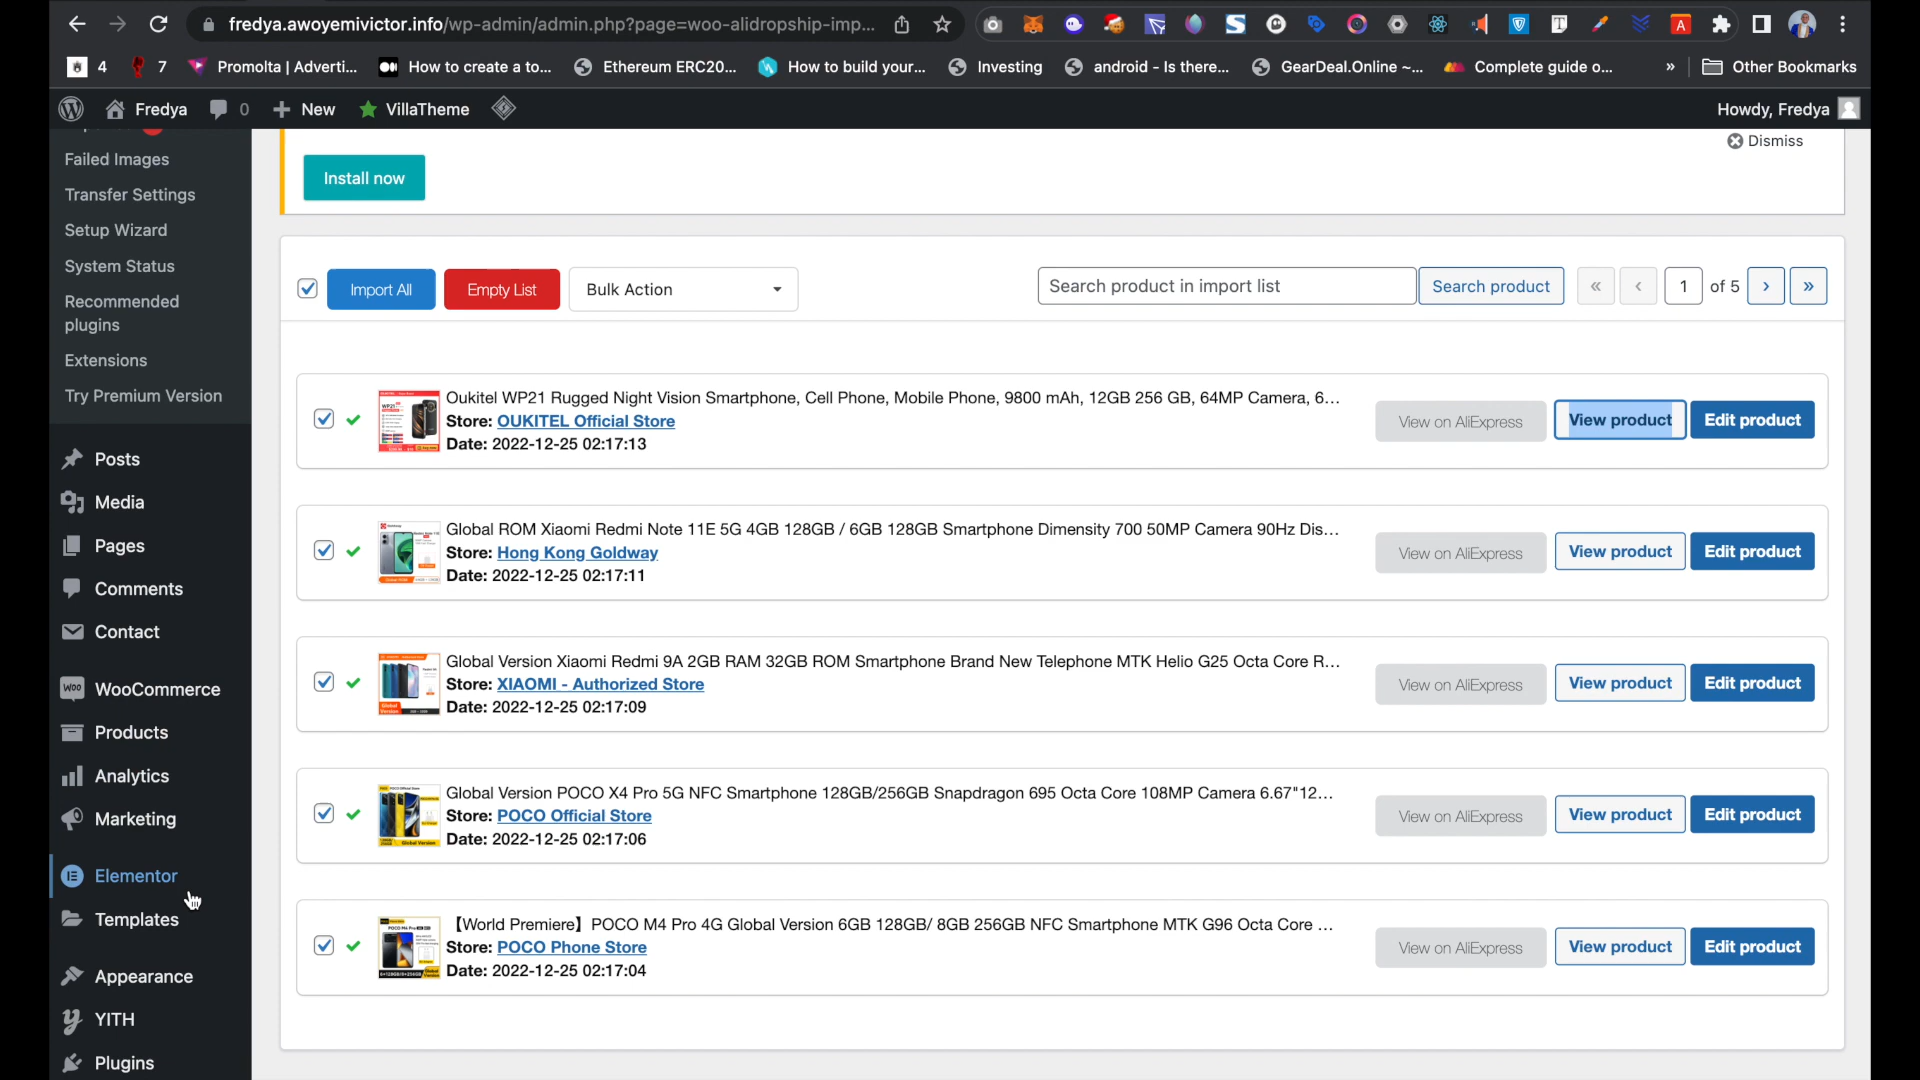 fredya.awoyemivictor.info/wp-admin/admin.php?page=woo-alidropship-imp...
4
7
Promolta | Adverti...
How to create a to...
Ethereum ERC20...
How to build your...
Investing
android - Is there...
GearDeal.Online ~...
Complete guide o...
»
Other Bookmarks
Fredya
0
New
VillaTheme
Howdy, Fredya
Failed Images
Transfer Settings
Setup Wizard
System Status
Recommended
plugins
Extensions
Try Premium Version
Posts
Media
Pages
Comments
Contact
WooCommerce
Products
Analytics
Marketing
Elementor
Templates
Appearance
YITH
Plugins
Dismiss
Install now
Import All
Empty List
Bulk Action
Search product in import list
Search product
«
‹
1
of 5
›
»
Oukitel WP21 Rugged Night Vision Smartphone, Cell Phone, Mobile Phone, 9800 mAh, 12GB 256 GB, 64MP Camera, 6...
Store: OUKITEL Official Store
Date: 2022-12-25 02:17:13
View on AliExpress
View product
Edit product
Global ROM Xiaomi Redmi Note 11E 5G 4GB 128GB / 6GB 128GB Smartphone Dimensity 700 50MP Camera 90Hz Dis...
Store: Hong Kong Goldway
Date: 2022-12-25 02:17:11
View on AliExpress
View product
Edit product
Global Version Xiaomi Redmi 9A 2GB RAM 32GB ROM Smartphone Brand New Telephone MTK Helio G25 Octa Core R...
Store: XIAOMI - Authorized Store
Date: 2022-12-25 02:17:09
View on AliExpress
View product
Edit product
Global Version POCO X4 Pro 5G NFC Smartphone 128GB/256GB Snapdragon 695 Octa Core 108MP Camera 6.67"12...
Store: POCO Official Store
Date: 2022-12-25 02:17:06
View on AliExpress
View product
Edit product
【World Premiere】POCO M4 Pro 4G Global Version 6GB 128GB/ 8GB 256GB NFC Smartphone MTK G96 Octa Core ...
Store: POCO Phone Store
Date: 2022-12-25 02:17:04
View on AliExpress
View product
Edit product